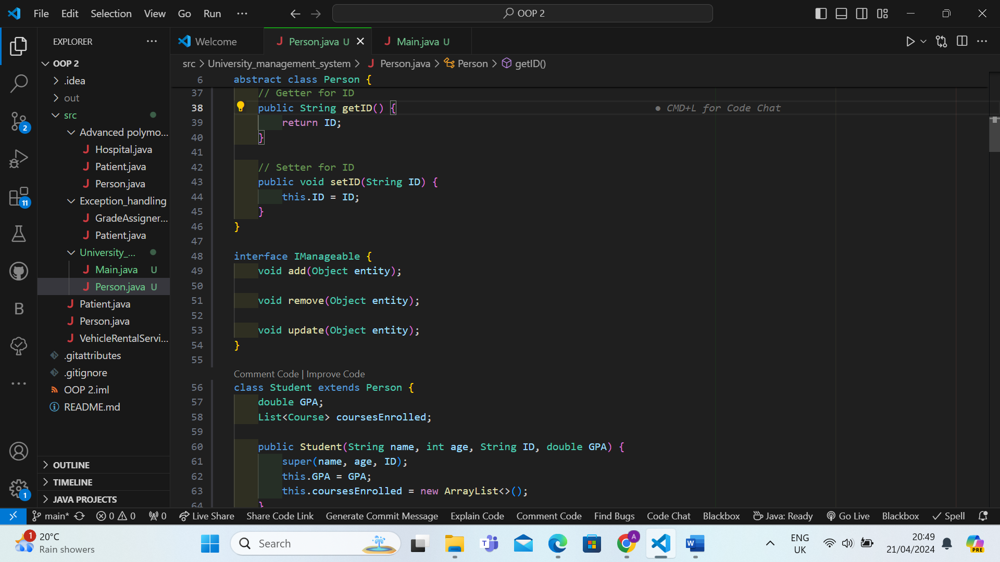 File Edit Selection View Go Run ··· OOP 2
EXPLORER ···
Welcome
Person.java U
Main.java U
src > University_management_system > Person.java > Person > getID()
OOP 2
.idea
out
src
Advanced polymo...
Hospital.java
Patient.java
Person.java
Exception_handling
GradeAssigner...
Patient.java
University_...
Main.java U
Person.java U
Patient.java
Person.java
VehicleRentalServi...
.gitattributes
.gitignore
OOP 2.iml
README.md
OUTLINE
TIMELINE
JAVA PROJECTS
2
11
B
1
6 abstract class Person {
37 // Getter for ID
38 public String getID() { CMD+L for Code Chat
39 return ID;
40 }
41
42 // Setter for ID
43 public void setID(String ID) {
44 this.ID = ID;
45 }
46 }
47
48 interface IManageable {
49 void add(Object entity);
50
51 void remove(Object entity);
52
53 void update(Object entity);
54 }
55
Comment Code | Improve Code
56 class Student extends Person {
57 double GPA;
58 List<Course> coursesEnrolled;
59
60 public Student(String name, int age, String ID, double GPA) {
61 super(name, age, ID);
62 this.GPA = GPA;
63 this.coursesEnrolled = new ArrayList<>();
64 }
main* 0 0 0 Live Share Share Code Link Generate Commit Message Explain Code Comment Code Find Bugs Code Chat Blackbox Java: Ready Go Live Blackbox Spell
1 20°C
Rain showers
Search
T
A
W
ENG
UK
20:49
21/04/2024
PRE